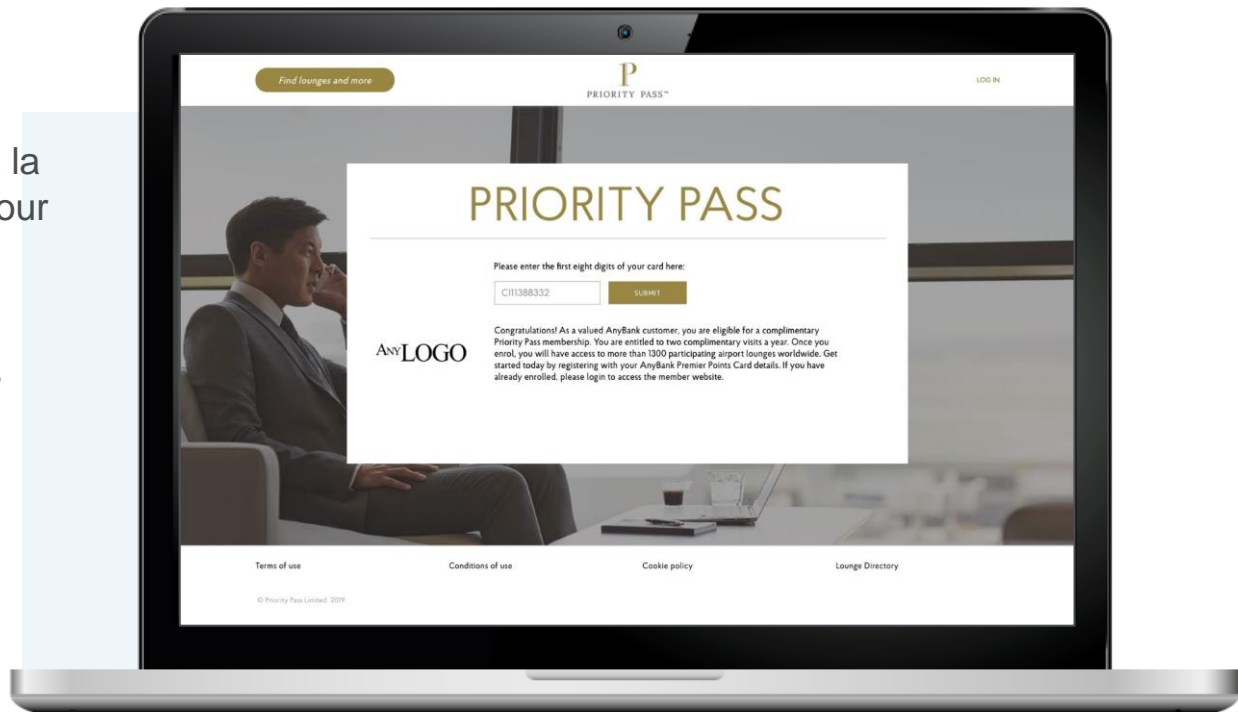 la
our
Find lounges and more
P
PRIORITY PASS™
LOG IN
PRIORITY PASS
Please enter the first eight digits of your card here:
CI11388332
SUBMIT
ANYLOGO
Congratulations! As a valued AnyBank customer, you are eligible for a complimentary
Priority Pass membership. You are entitled to two complimentary visits a year. Once you
enrol, you will have access to more than 1300 participating airport lounges worldwide. Get
started today by registering with your AnyBank Premier Points Card details. If you have
already enrolled, please login to access the member website.
Terms of use
Conditions of use
Cookie policy
Lounge Directory
© Priority Pass Limited 2019